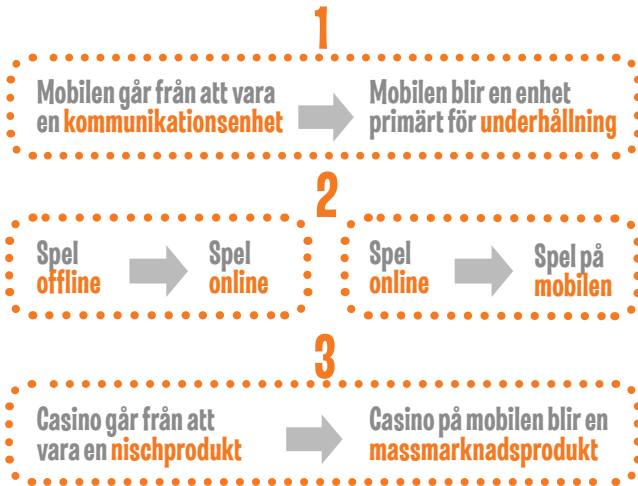 1
Mobilen går från att vara
en kommunikationsenhet
Mobilen blir en enhet
primärt för underhållning
2
Spel
offline
Spel
online
Spel
online
Spel på
mobilen
3
Casino går från att
vara en nischprodukt
Casino på mobilen blir en
massmarknadsprodukt